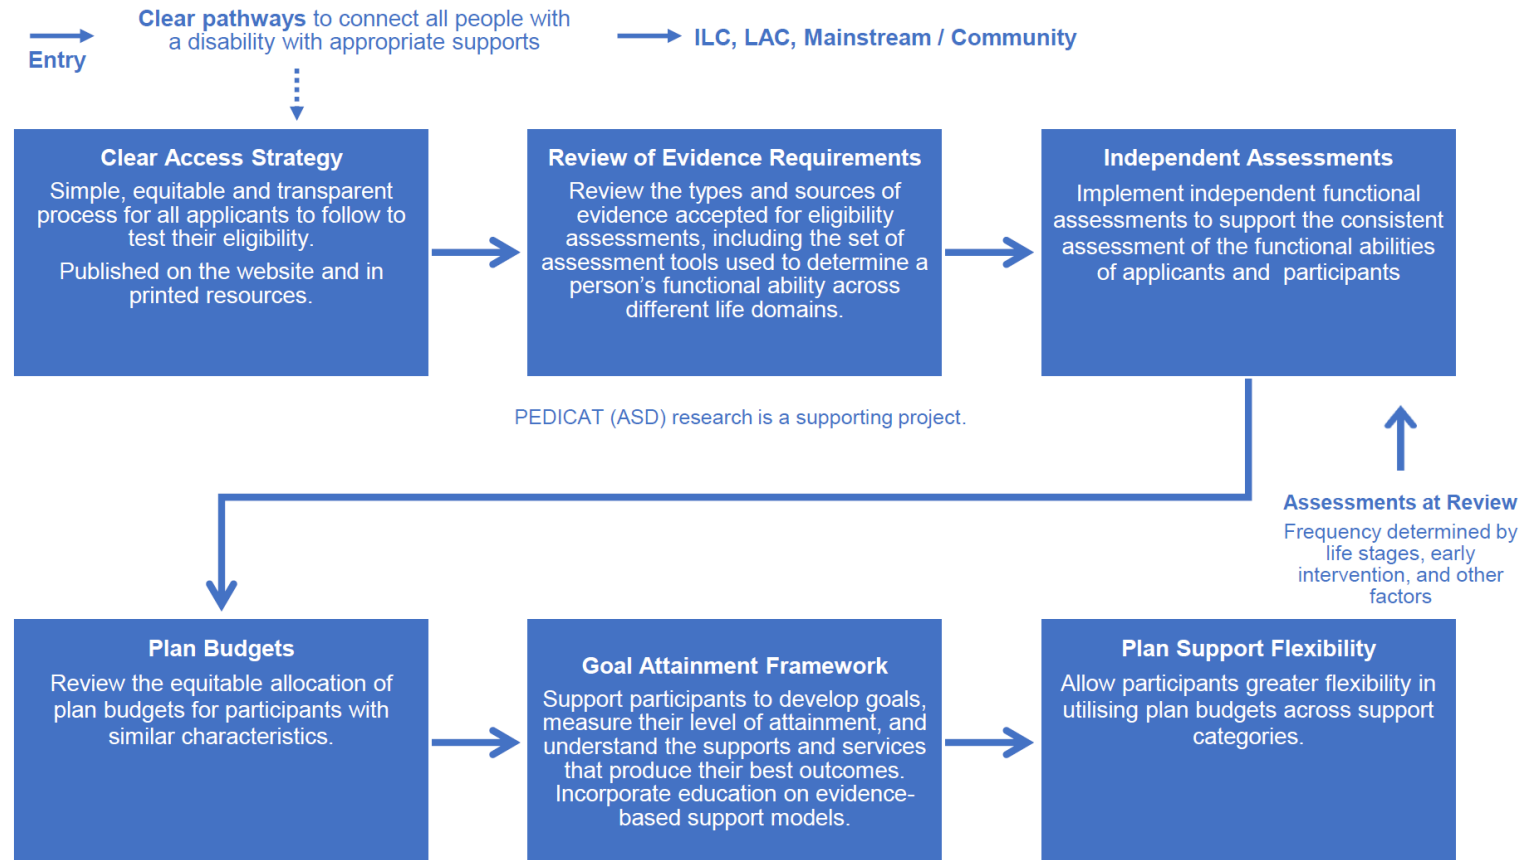 Entry
Clear pathways to connect all people with
a disability with appropriate supports
ILC, LAC, Mainstream / Community
Clear Access Strategy
Simple, equitable and transparent
process for all applicants to follow to
test their eligibility.
Published on the website and in
printed resources.
Review of Evidence Requirements
Review the types and sources of
evidence accepted for eligibility
assessments, including the set of
assessment tools used to determine a
person’s functional ability across
different life domains.
Independent Assessments
Implement independent functional
assessments to support the consistent
assessment of the functional abilities
of applicants and participants
PEDICAT (ASD) research is a supporting project.
Assessments at Review
Frequency determined by
life stages, early
intervention, and other
factors
Plan Budgets
Review the equitable allocation of
plan budgets for participants with
similar characteristics.
Goal Attainment Framework
Support participants to develop goals,
measure their level of attainment, and
understand the supports and services
that produce their best outcomes.
Incorporate education on evidence-
based support models.
Plan Support Flexibility
Allow participants greater flexibility in
utilising plan budgets across support
categories.